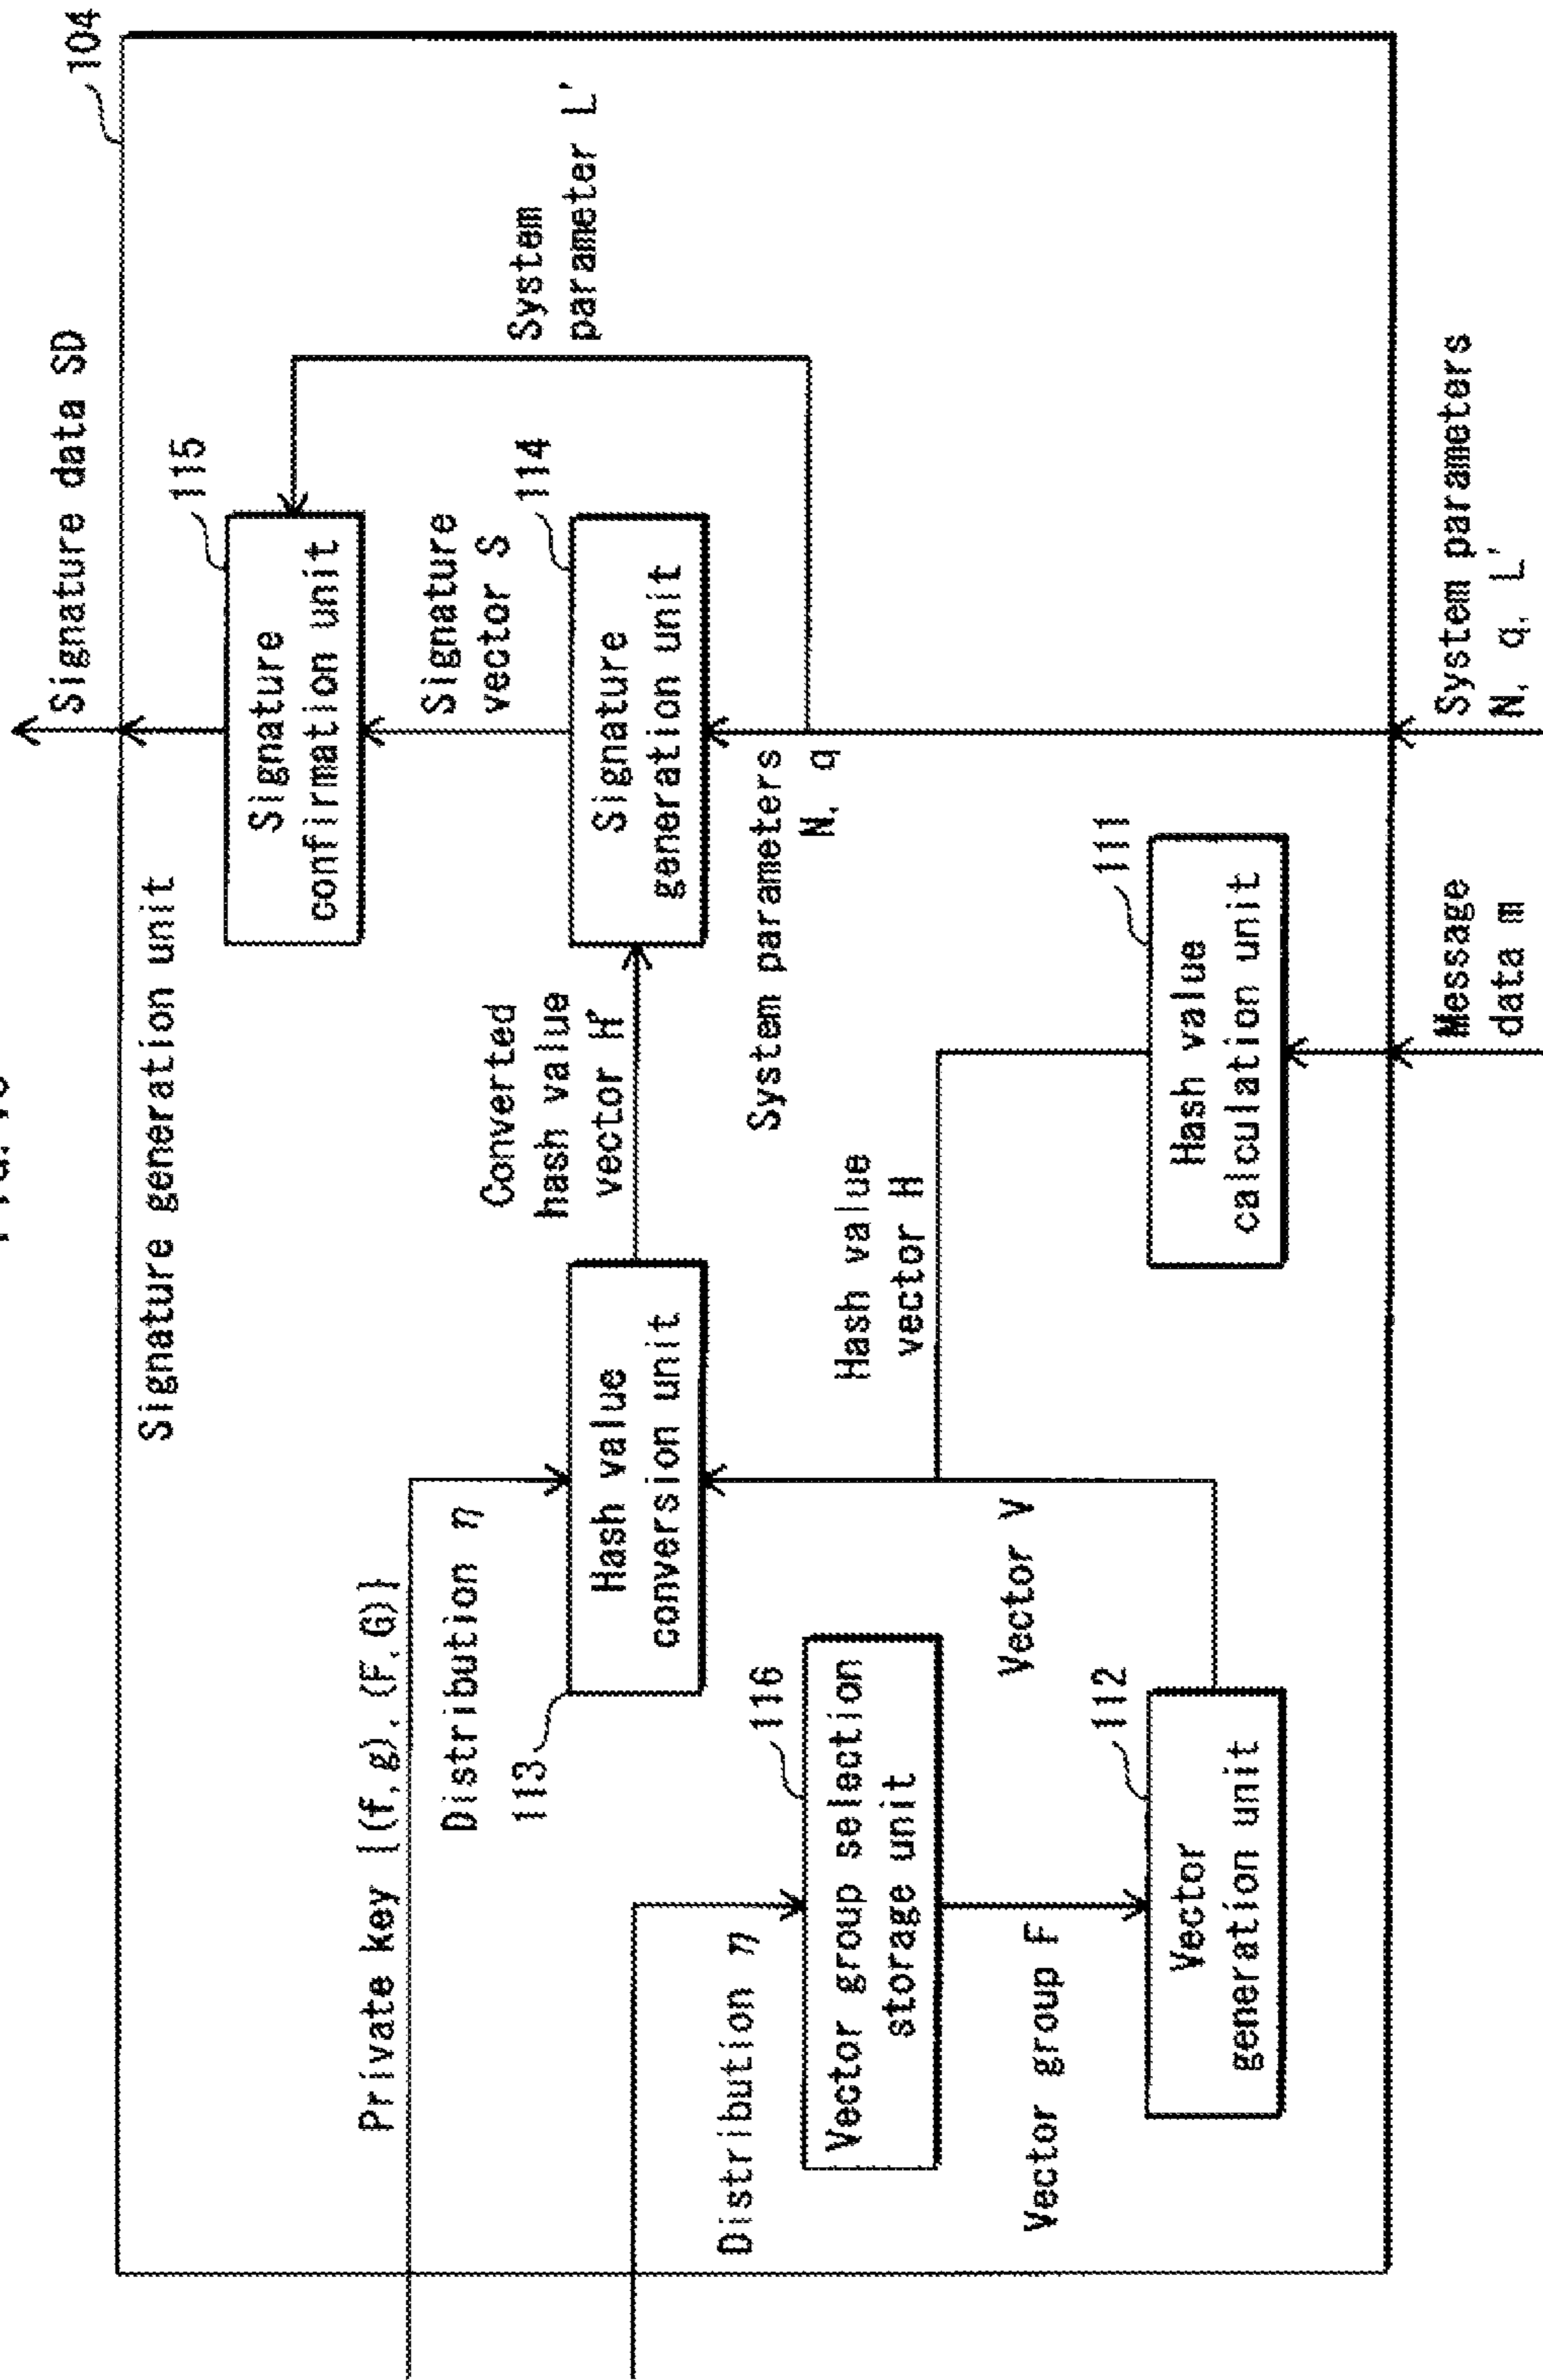 Signature data SD
104
Signature generation unit
115
Signature
confirmation unit
Signature
vector S
System
parameter L'
114
Signature
generation unit
Converted
hash value
vector H'
System parameters
N, q
Private key {(f,g), (F,G)}
Distribution η
113
Hash value
conversion unit
Hash value
vector H
Distribution η
116
Vector group selection
storage unit
Vector V
111
Hash value
calculation unit
Vector group F
112
Vector
generation unit
Message
data m
System parameters
N, q, L'